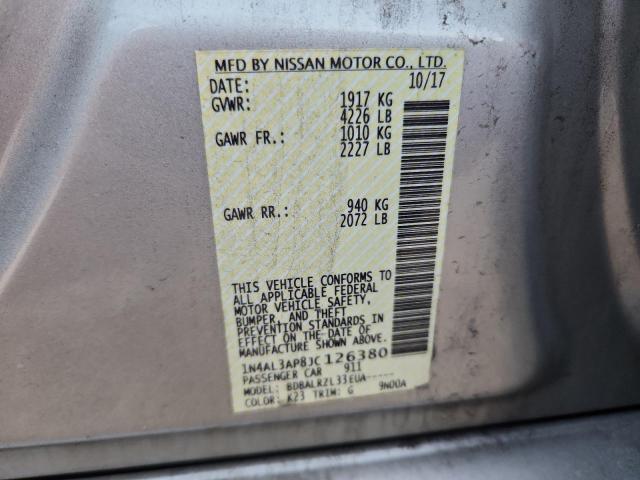 MFD BY NISSAN MOTOR CO., LTD.
DATE: 10/17
GVWR: 1917 KG
4226 LB
GAWR FR.: 1010 KG
2227 LB
GAWR RR.: 940 KG
2072 LB
THIS VEHICLE CONFORMS TO
ALL APPLICABLE FEDERAL
MOTOR VEHICLE SAFETY,
BUMPER, AND THEFT
PREVENTION STANDARDS IN
EFFECT ON THE DATE OF
MANUFACTURE SHOWN ABOVE.
1N4AL3AP8JC126380
PASSENGER CAR 911
MODEL: BDBALRZL33EUA-----
COLOR: K23 TRIM: G 9N00A